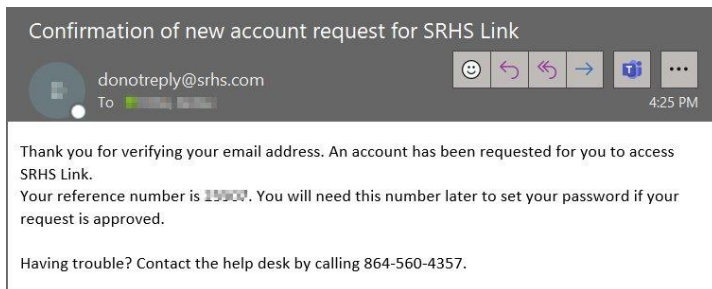 Confirmation of new account request for SRHS Link
donotreply@srhs.com
To
4:25 PM
Thank you for verifying your email address. An account has been requested for you to access
SRHS Link.
Your reference number is . You will need this number later to set your password if your
request is approved.
Having trouble? Contact the help desk by calling 864-560-4357.